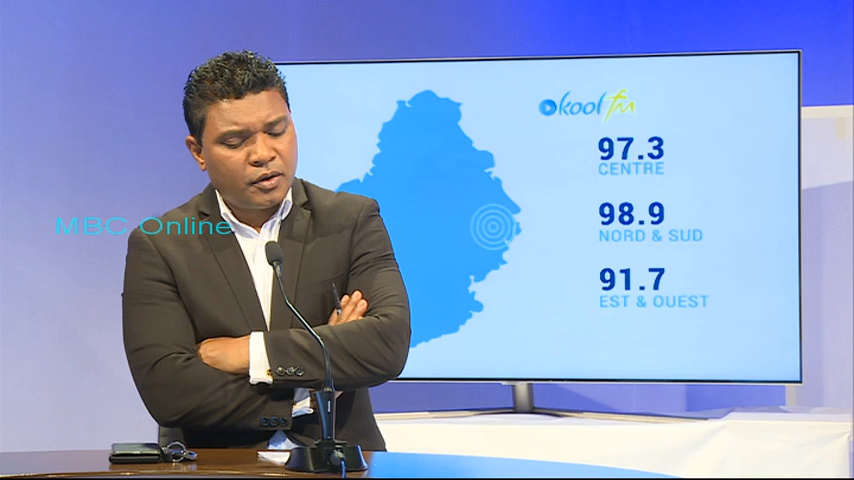 MBC Online
kool fm
97.3
CENTRE
98.9
NORD & SUD
91.7
EST & OUEST